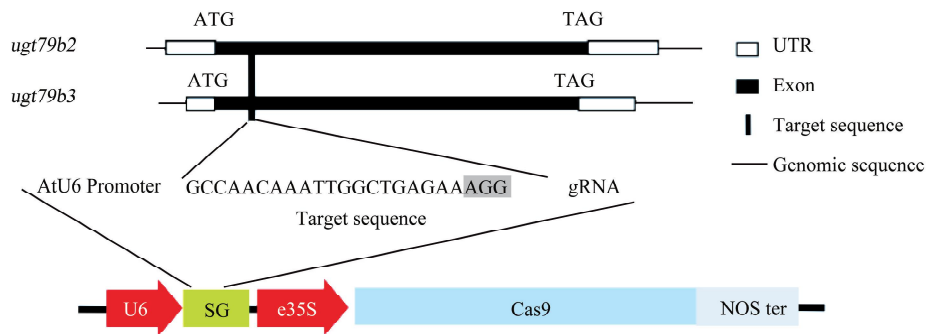 ATG TAG
ugt79b2
UTR
ATG TAG
ugt79b3
Exon
Target sequence
Genomic sequence
AtU6 Promoter GCCAACAAATTGGCTGAGAAAGG gRNA
Target sequence
U6 SG e35S Cas9 NOS ter